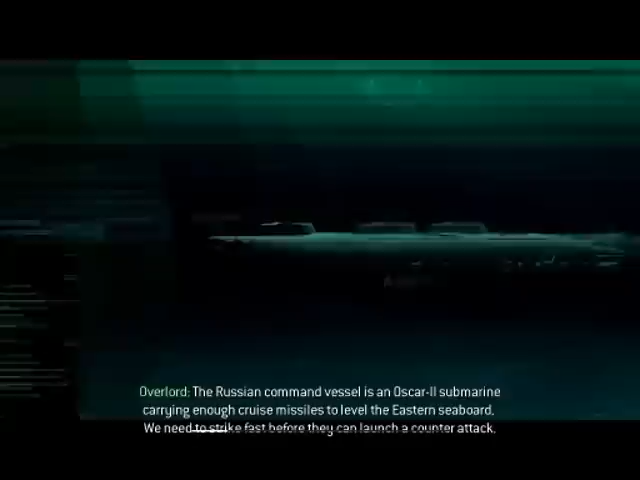 Overlord: The Russian command vessel is an Oscar-II submarine
carrying enough cruise missiles to level the Eastern seaboard.
We need to strike fast before they can launch a counter attack.